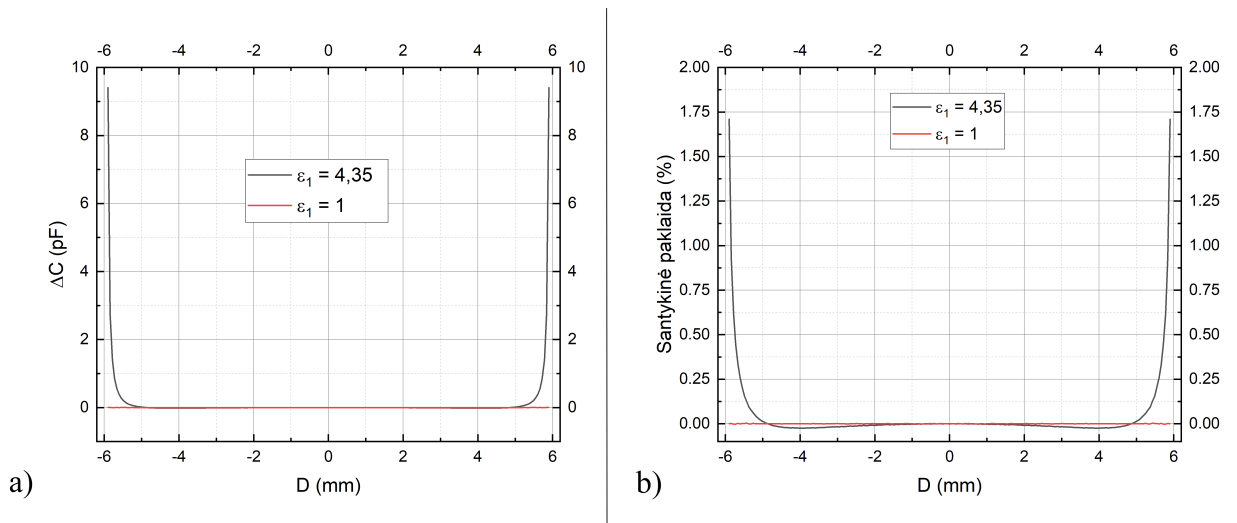 -6 -4 -2 0 2 4 6
10 10
8 8
6 6
4 4
2 2
0 0
ΔC (pF)
ε1 = 4,35
ε1 = 1
-6 -4 -2 0 2 4 6
D (mm)
a)
-6 -4 -2 0 2 4 6
2.00 2.00
1.75 1.75
1.50 1.50
1.25 1.25
1.00 1.00
0.75 0.75
0.50 0.50
0.25 0.25
0.00 0.00
Santykinė paklaida (%)
ε1 = 4,35
ε1 = 1
-6 -4 -2 0 2 4 6
D (mm)
b)